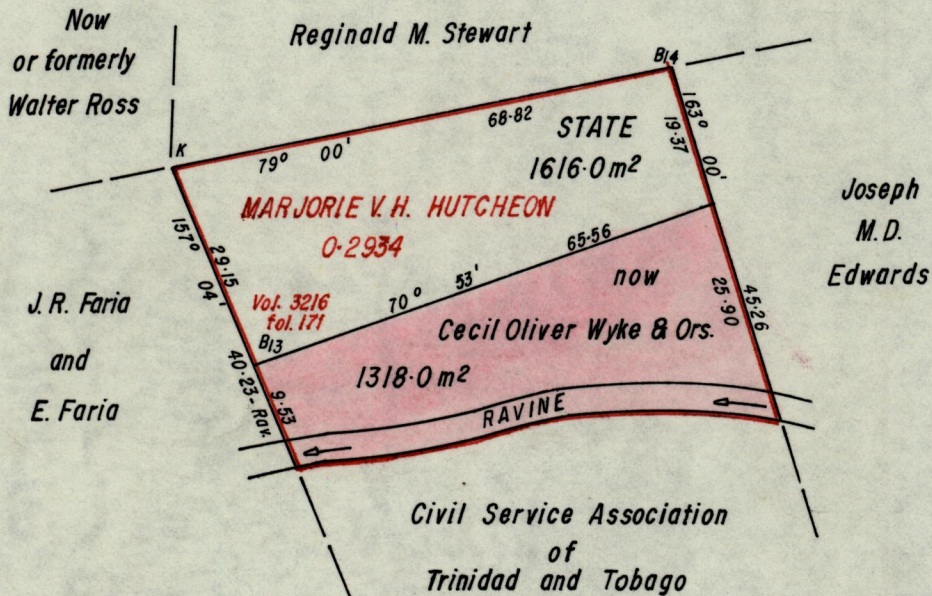 Now
or formerly
Walter Ross
Reginald M. Stewart
B14
K
79° 00'
68·82
163° 00'
19·37
STATE
1616·0 m²
MARJORIE V. H. HUTCHEON
0·2934
Joseph
M.D.
Edwards
157° 04'
29·15
70° 53'
65·56
now
Cecil Oliver Wyke & Ors.
25·90
45·26
J. R. Faria
and
E. Faria
Vol. 3216
fol. 171
B13
1318·0 m²
40·23-Rav.
9·53
RAVINE
Civil Service Association
of
Trinidad and Tobago